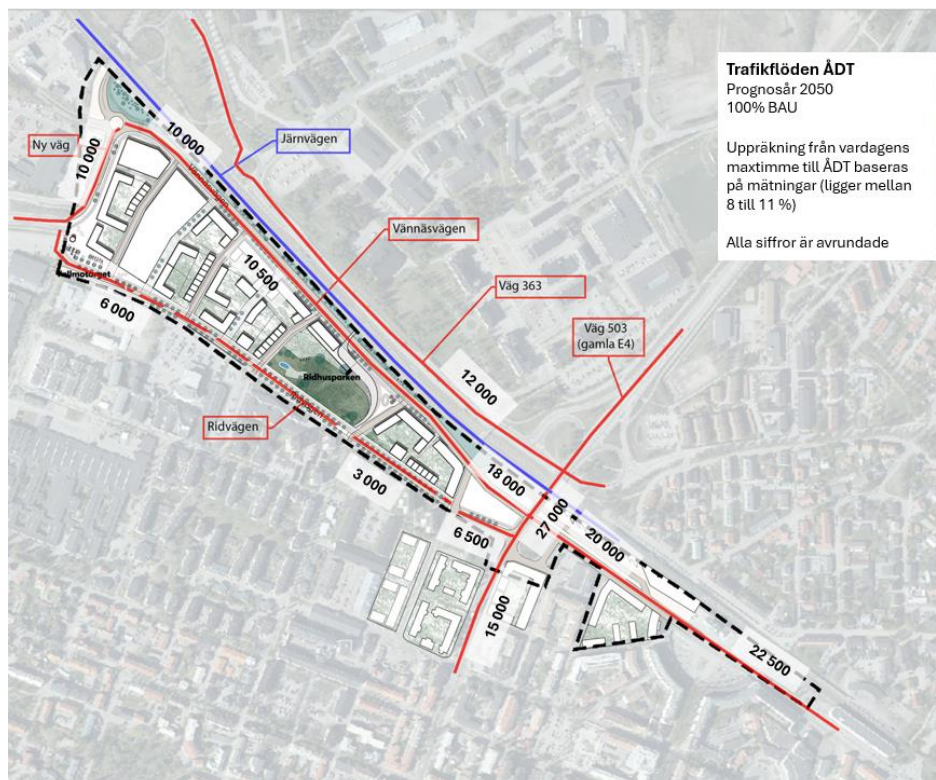 Trafikflöden ÅDT
Prognosår 2050
100% BAU
Uppräkning från vardagens
maxtimme till ÅDT baseras
på mätningar (ligger mellan
8 till 11 %)
Alla siffror är avrundade
10 000
Järnvägen
Ny väg
10 000
Vännäsvägen
Vännäsvägen
10 500
Väg 363
Väg 503
(gamla E4)
6 000
12 000
Ridhusparken
Ridvägen
Ridvägen
3 000
18 000
27 000
20 000
6 500
15 000
22 500